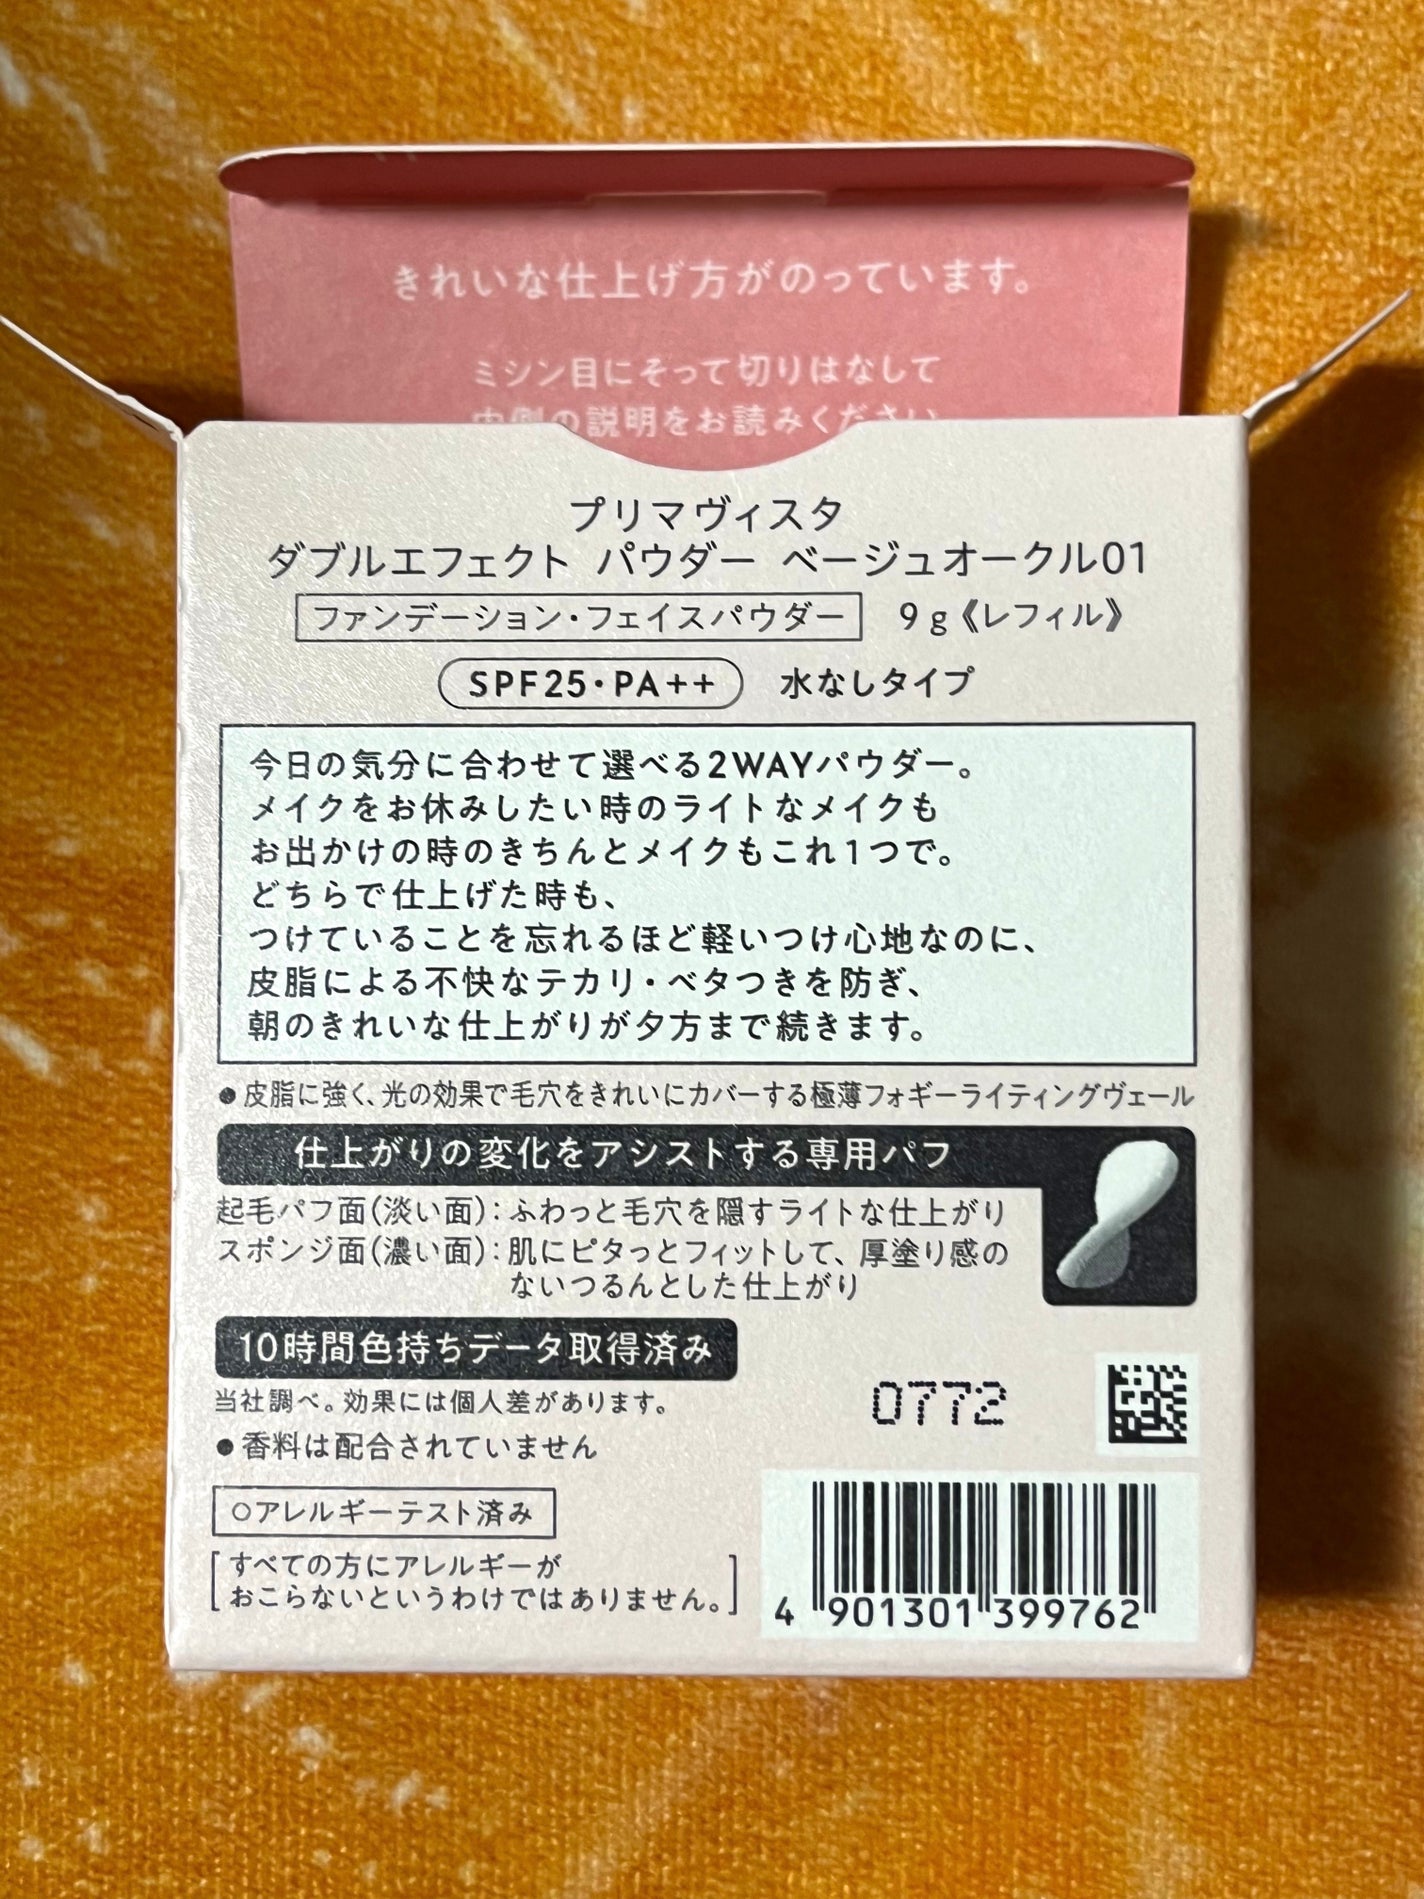 きれいな仕上げ方がのっています。
ミシン目にそって切りはなして
内側の説明をお読みください
プリマヴィスタ
ダブルエフェクト パウダー ベージュオークル01
ファンデーション・フェイスパウダー 9g《レフィル》
SPF25・PA++ 水なしタイプ
今日の気分に合わせて選べる2WAYパウダー。
メイクをお休みしたい時のライトなメイクも
お出かけの時のきちんとメイクもこれ1つで。
どちらで仕上げた時も、
つけていることを忘れるほど軽いつけ心地なのに、
皮脂による不快なテカリ・ベタつきを防ぎ、
朝のきれいな仕上がりが夕方まで続きます。
●皮脂に強く、光の効果で毛穴をきれいにカバーする極薄フォギーライティングヴェール
仕上がりの変化をアシストする専用パフ
起毛パフ面(淡い面):ふわっと毛穴を隠すライトな仕上がり
スポンジ面(濃い面):肌にピタっとフィットして、厚塗り感の
ないつるんとした仕上がり
10時間色持ちデータ取得済み
当社調べ。効果には個人差があります。
0772
●香料は配合されていません
○アレルギーテスト済み
[すべての方にアレルギーが
おこらないというわけではありません。]
4 901301 399762